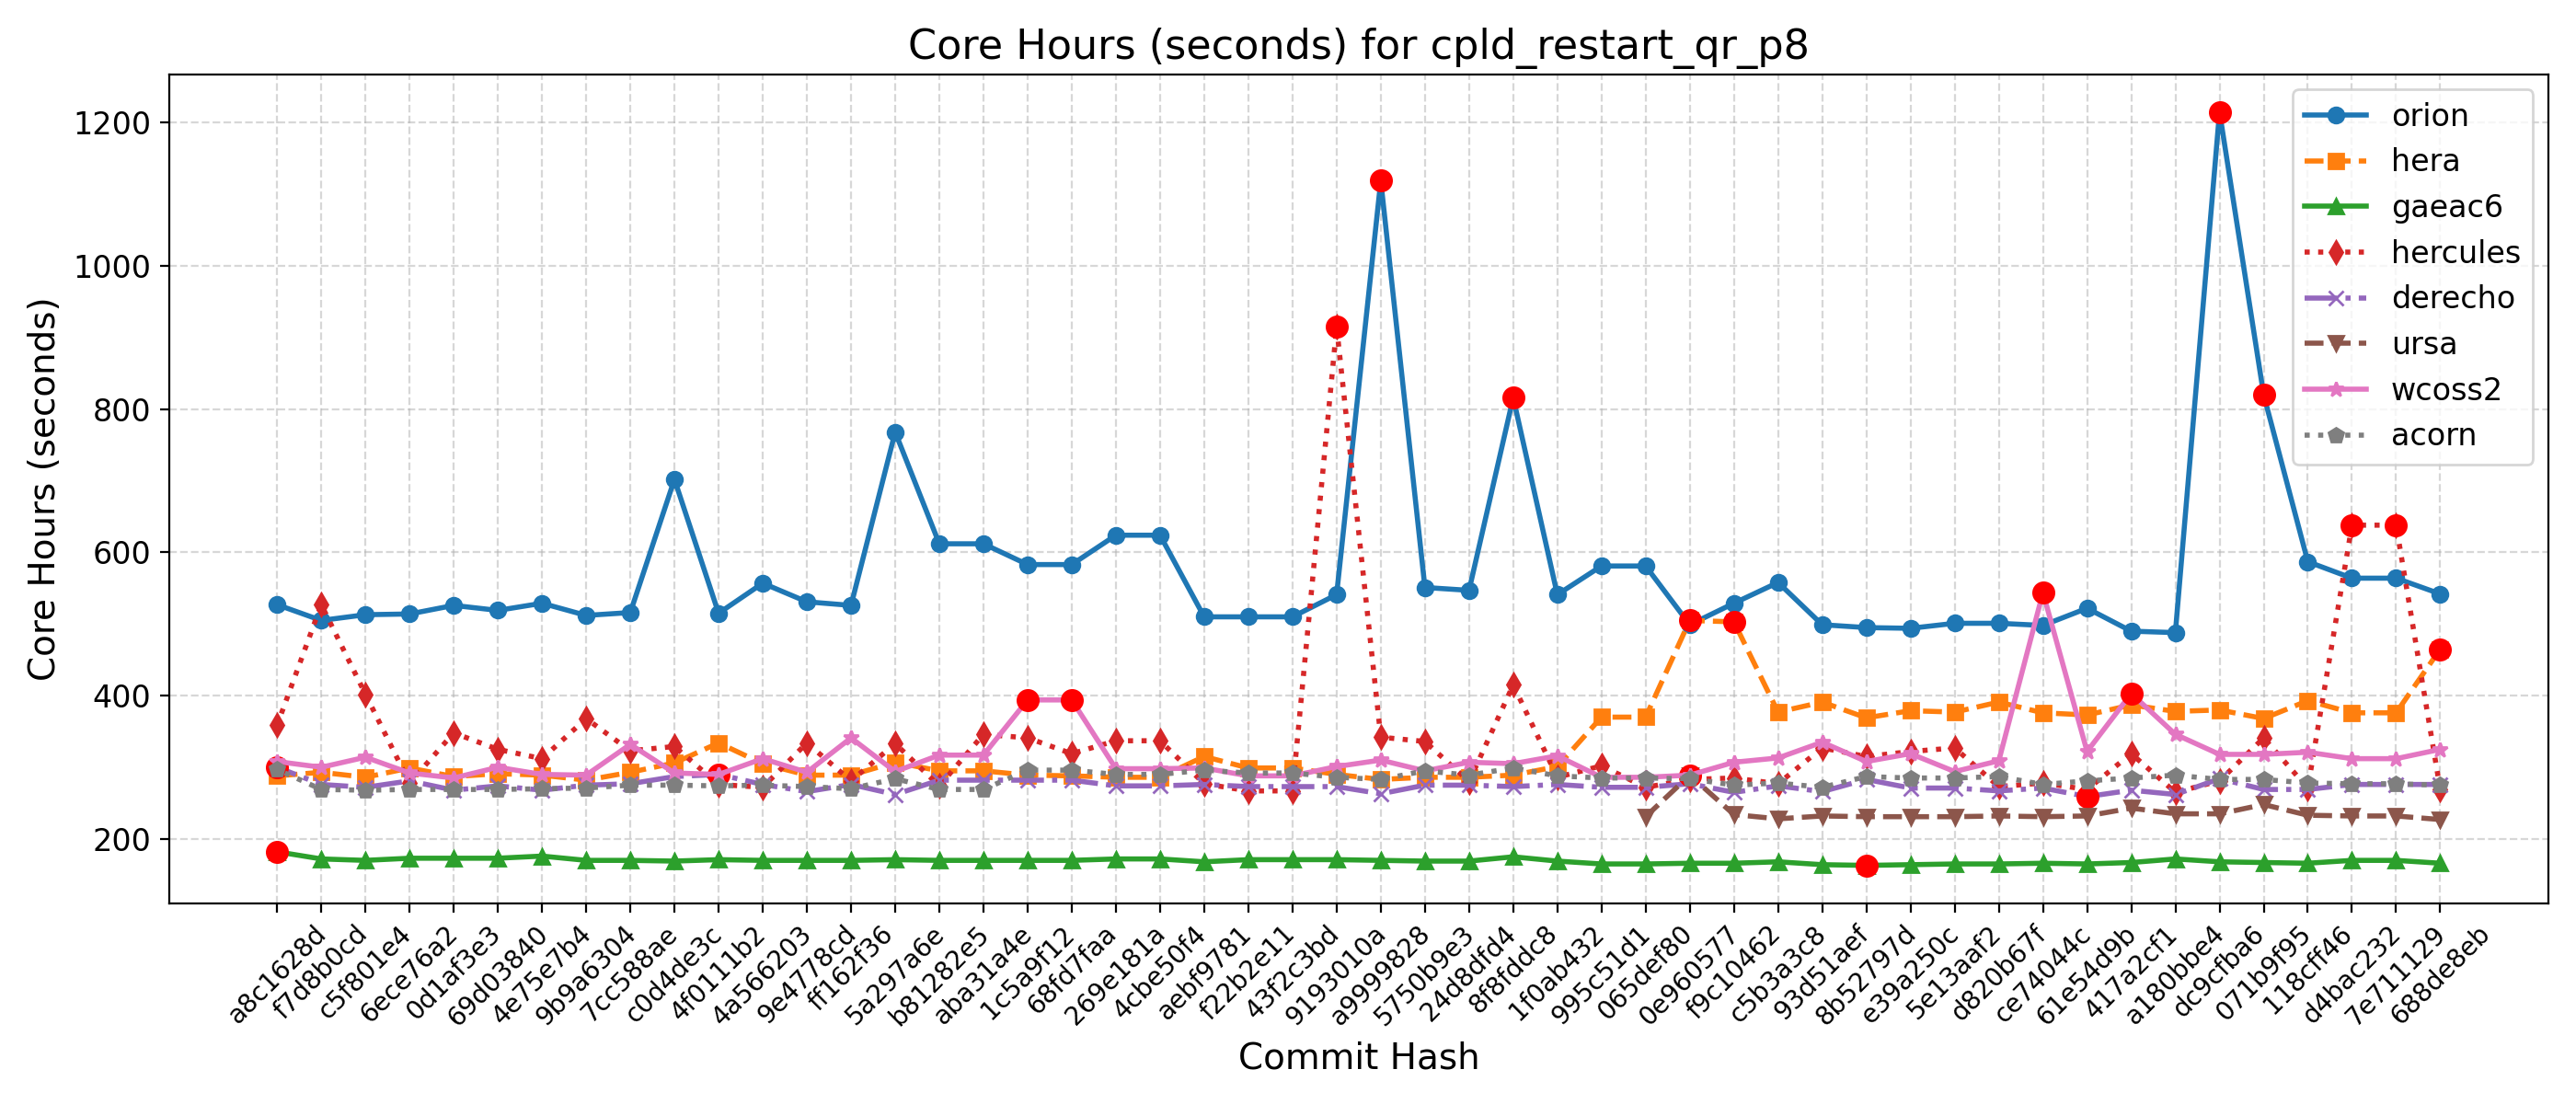 Core Hours (seconds) for cpld_restart_qr_p8
Core Hours (seconds)
1200
1000
800
600
400
200
orion
hera
gaeac6
hercules
derecho
ursa
wcoss2
acorn
a8c1628d
f7d8b0cd
c5f801e4
6ece76a2
0d1af3e3
69d03840
4e75e7b4
9b9a6304
7cc588ae
c0d4de3c
4f0111b2
4a566203
9e4778cd
ff162f36
5a297a6e
b81282e5
aba31a4e
1c5a9f12
68fd7faa
269e181a
4cbe50f4
aebf9781
f22b2e11
43f2c3bd
9193010a
a9999828
5750b9e3
24d8dfd4
8f8fddc8
1f0ab432
995c51d1
065def80
0e960577
f9c10462
c5b3a3c8
93d51aef
8b52797d
e39a250c
5e13aaf2
d820b67f
ce74044c
61e54d9b
417a2cf1
a180bbe4
dc9cfba6
071b9f95
118cff46
d4bac232
7e711129
688de8eb
Commit Hash